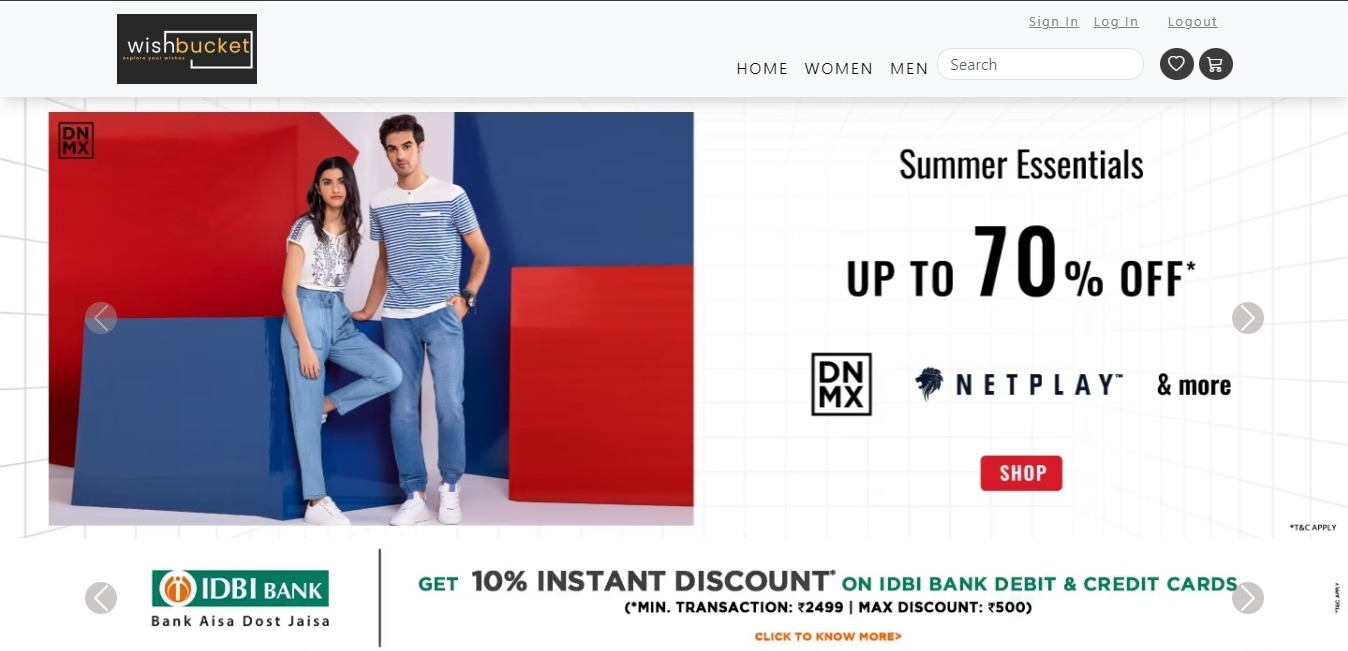 Sign In Log In Logout
wishbucket
explore your wishes
HOME WOMEN MEN Search
DN
MX
Summer Essentials
UP TO 70% OFF*
DN
MX
NETPLAY™ & more
SHOP
*T&C APPLY
IDBI BANK
Bank Aisa Dost Jaisa
GET 10% INSTANT DISCOUNT* ON IDBI BANK DEBIT & CREDIT CARDS
(*MIN. TRANSACTION: ₹2499 | MAX DISCOUNT: ₹500)
CLICK TO KNOW MORE>
*T&C APPLY